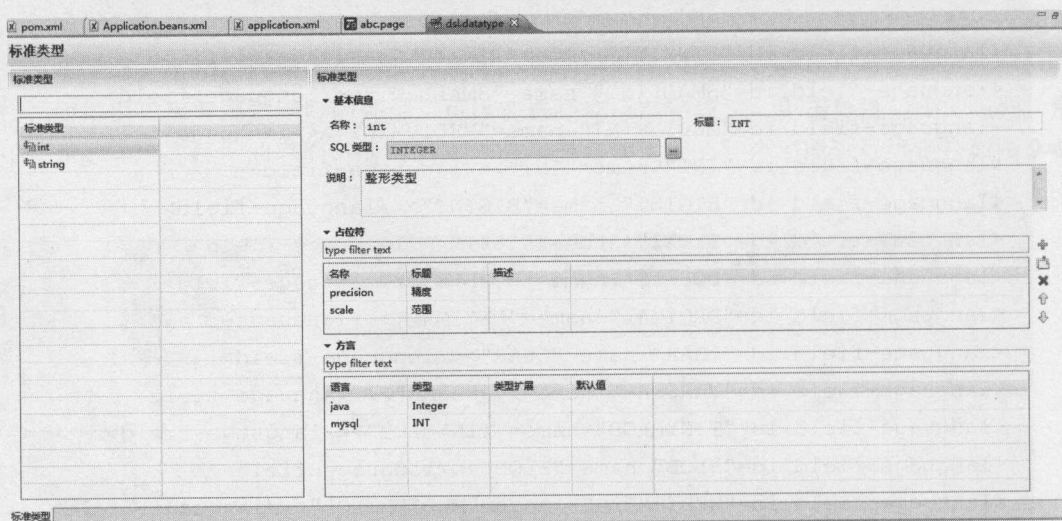 pom.xml
Application.beans.xml
application.xml
abc.page
dsl.datatype
标准类型
标准类型
标准类型
int
string
标准类型
基本信息
名称： int
标题： INT
SQL 类型： INTEGER ...
说明： 整形类型
占位符
type filter text
名称 标题 描述
precision 精度
scale 范围
方言
type filter text
语言 类型 类型扩展 默认值
java Integer
mysql INT
标准类型